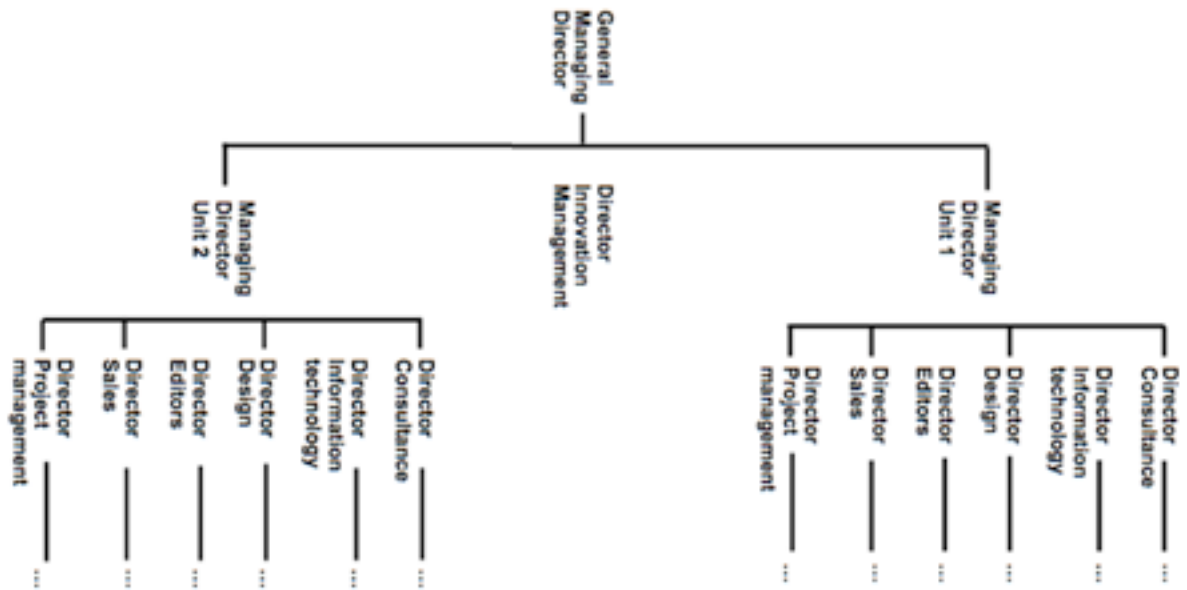 General
Managing
Director
Managing
Director
Unit 1
Director
Innovation
Management
Managing
Director
Unit 2
Director
Consultance
Director
Information
technology
Director
Design
Director
Editors
Director
Sales
Director
Project
management
...
...
...
...
...
...
Director
Consultance
Director
Information
technology
Director
Design
Director
Editors
Director
Sales
Director
Project
management
...
...
...
...
...
...